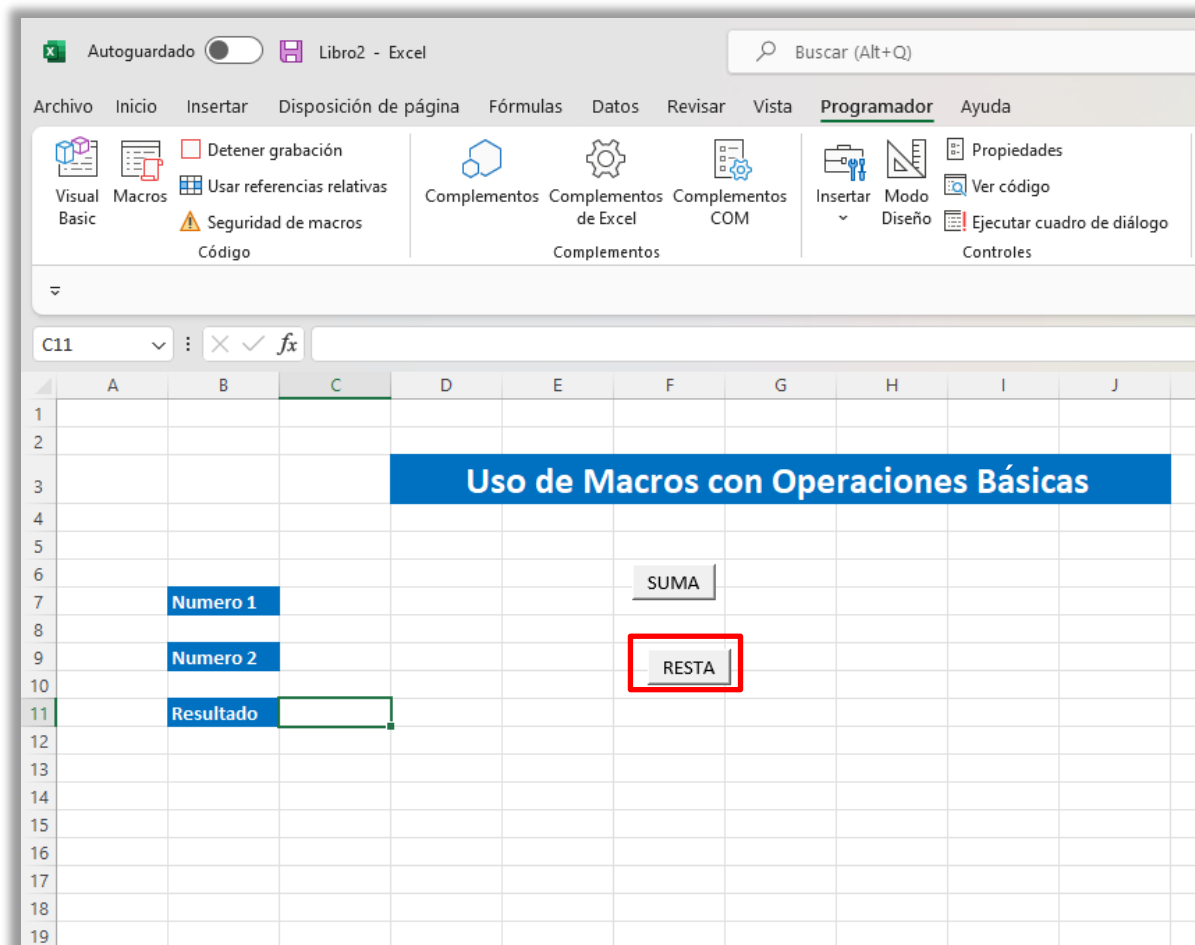 Autoguardado Libro2 - Excel Buscar (Alt+Q)
Archivo Inicio Insertar Disposición de página Fórmulas Datos Revisar Vista Programador Ayuda
Visual Basic
Macros
Detener grabación
Usar referencias relativas
Seguridad de macros
Código
Complementos
Complementos de Excel
Complementos COM
Complementos
Insertar
Modo Diseño
Propiedades
Ver código
Ejecutar cuadro de diálogo
Controles
C11 fx
A B C D E F G H I J
1
2
3 Uso de Macros con Operaciones Básicas
4
5
6 SUMA
7 Numero 1
8
9 Numero 2 RESTA
10
11 Resultado
12
13
14
15
16
17
18
19